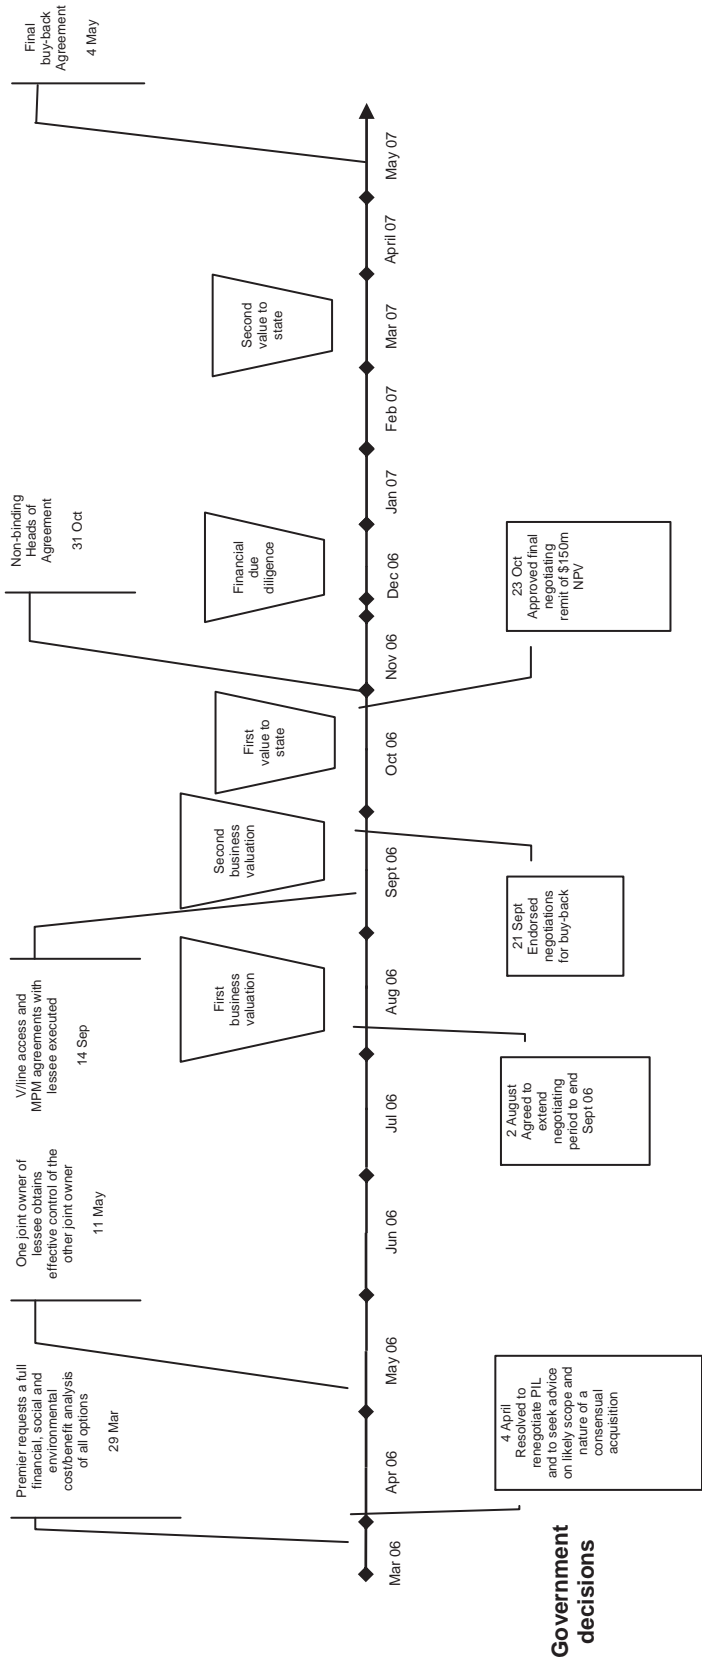 Premier requests a full
financial, social and
environmental
cost/benefit analysis
of all options
29 Mar
One joint owner of
lessee obtains
effective control of the
other joint owner
11 May
V/line access and
MPM agreements with
lessee executed
14 Sep
Non-binding
Heads of
Agreement
31 Oct
Final
buy-back
Agreement
4 May
First
business
valuation
Second
business
valuation
First
value to
state
Financial
due
diligence
Second
value to
state
Mar 06
Apr 06
May 06
Jun 06
Jul 06
Aug 06
Sept 06
Oct 06
Nov 06
Dec 06
Jan 07
Feb 07
Mar 07
April 07
May 07
Government
decisions
4 April
Resolved to
renegotiate PIL
and to seek advice
on likely scope and
nature of a
consensual
acquisition
2 August
Agreed to
extend
negotiating
period to end
Sept 06
21 Sept
Endorsed
negotiations
for buy-back
23 Oct
Approved final
negotiating
remit of $150m
NPV